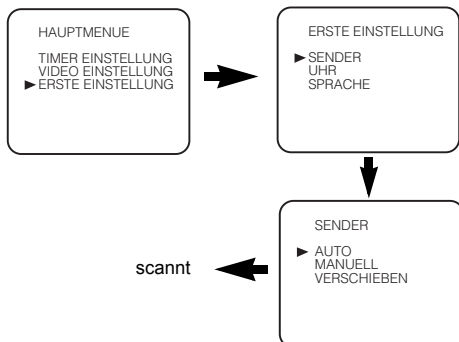 HAUPTMENUE
TIMER EINSTELLUNG
VIDEO EINSTELLUNG
►ERSTE EINSTELLUNG
ERSTE EINSTELLUNG
►SENDER
UHR
SPRACHE
SENDER
► AUTO
MANUELL
VERSCHIEBEN
scannt